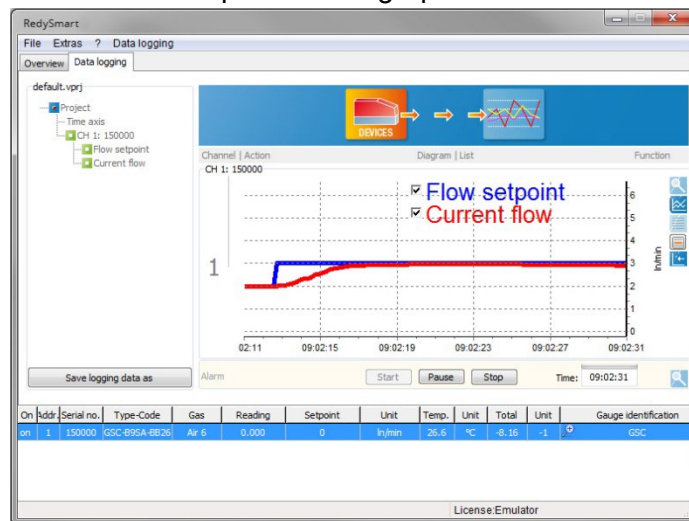 RedySmart
File Extras ? Data logging
Overview Data logging
default.vprj
Project
Time axis
CH 1: 150000
Flow setpoint
Current flow
Save logging data as
DEVICES
Channel | Action Diagram | List Function
CH 1: 150000
Flow setpoint
Current flow
1
6
5
4
3
2
1
0
ln/min
02:11 09:02:15 09:02:19 09:02:23 09:02:27 09:02:31
Alarm Start Pause Stop Time: 09:02:31
On Addr. Serial no. Type-Code Gas Reading Setpoint Unit Temp. Unit Total Unit Gauge identification
on 1 150000 GSC-B9SA-BB26 Air 6 0.000 0 ln/min 26.6 °C -8.16 -1 GSC
License:Emulator